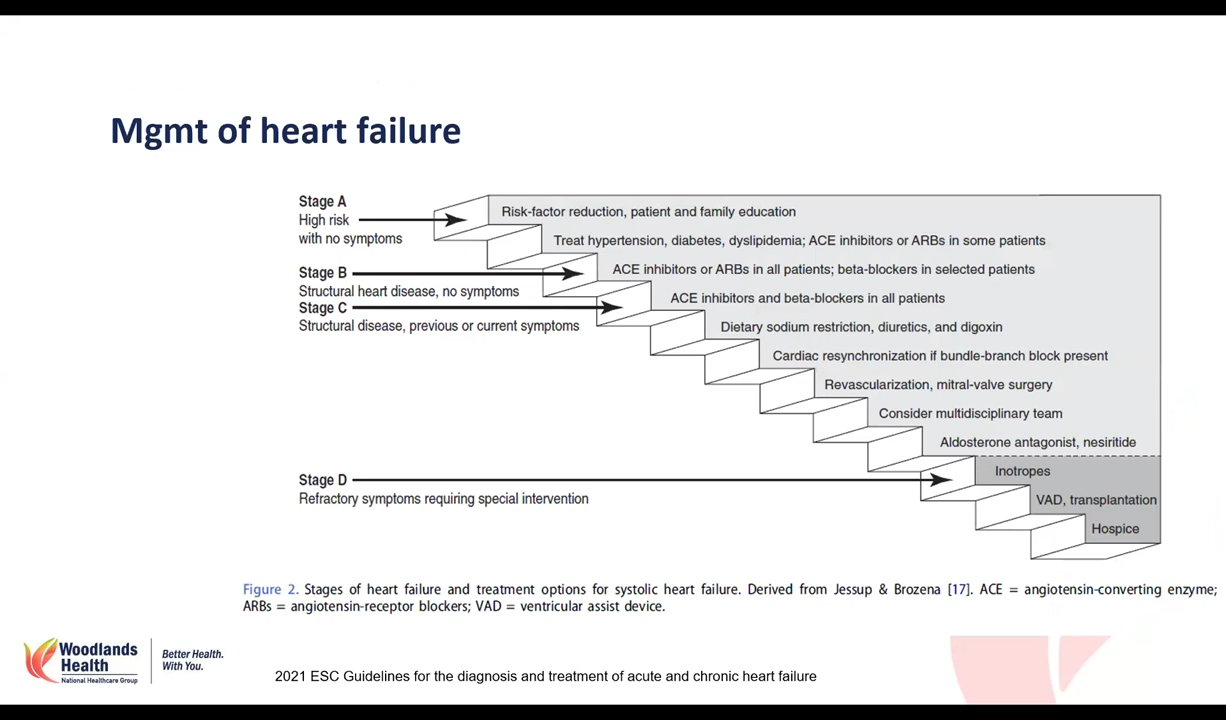 Mgmt of heart failure
Stage A
High risk
with no symptoms
Risk-factor reduction, patient and family education
Treat hypertension, diabetes, dyslipidemia; ACE inhibitors or ARBs in some patients
Stage B
Structural heart disease, no symptoms
ACE inhibitors or ARBs in all patients; beta-blockers in selected patients
Stage C
Structural disease, previous or current symptoms
ACE inhibitors and beta-blockers in all patients
Dietary sodium restriction, diuretics, and digoxin
Cardiac resynchronization if bundle-branch block present
Revascularization, mitral-valve surgery
Consider multidisciplinary team
Aldosterone antagonist, nesiritide
Stage D
Refractory symptoms requiring special intervention
Inotropes
VAD, transplantation
Hospice
Figure 2. Stages of heart failure and treatment options for systolic heart failure. Derived from Jessup & Brozena [17]. ACE = angiotensin-converting enzyme;
ARBs = angiotensin-receptor blockers; VAD = ventricular assist device.
Woodlands
Health
National Healthcare Group
Better Health.
With You.
2021 ESC Guidelines for the diagnosis and treatment of acute and chronic heart failure